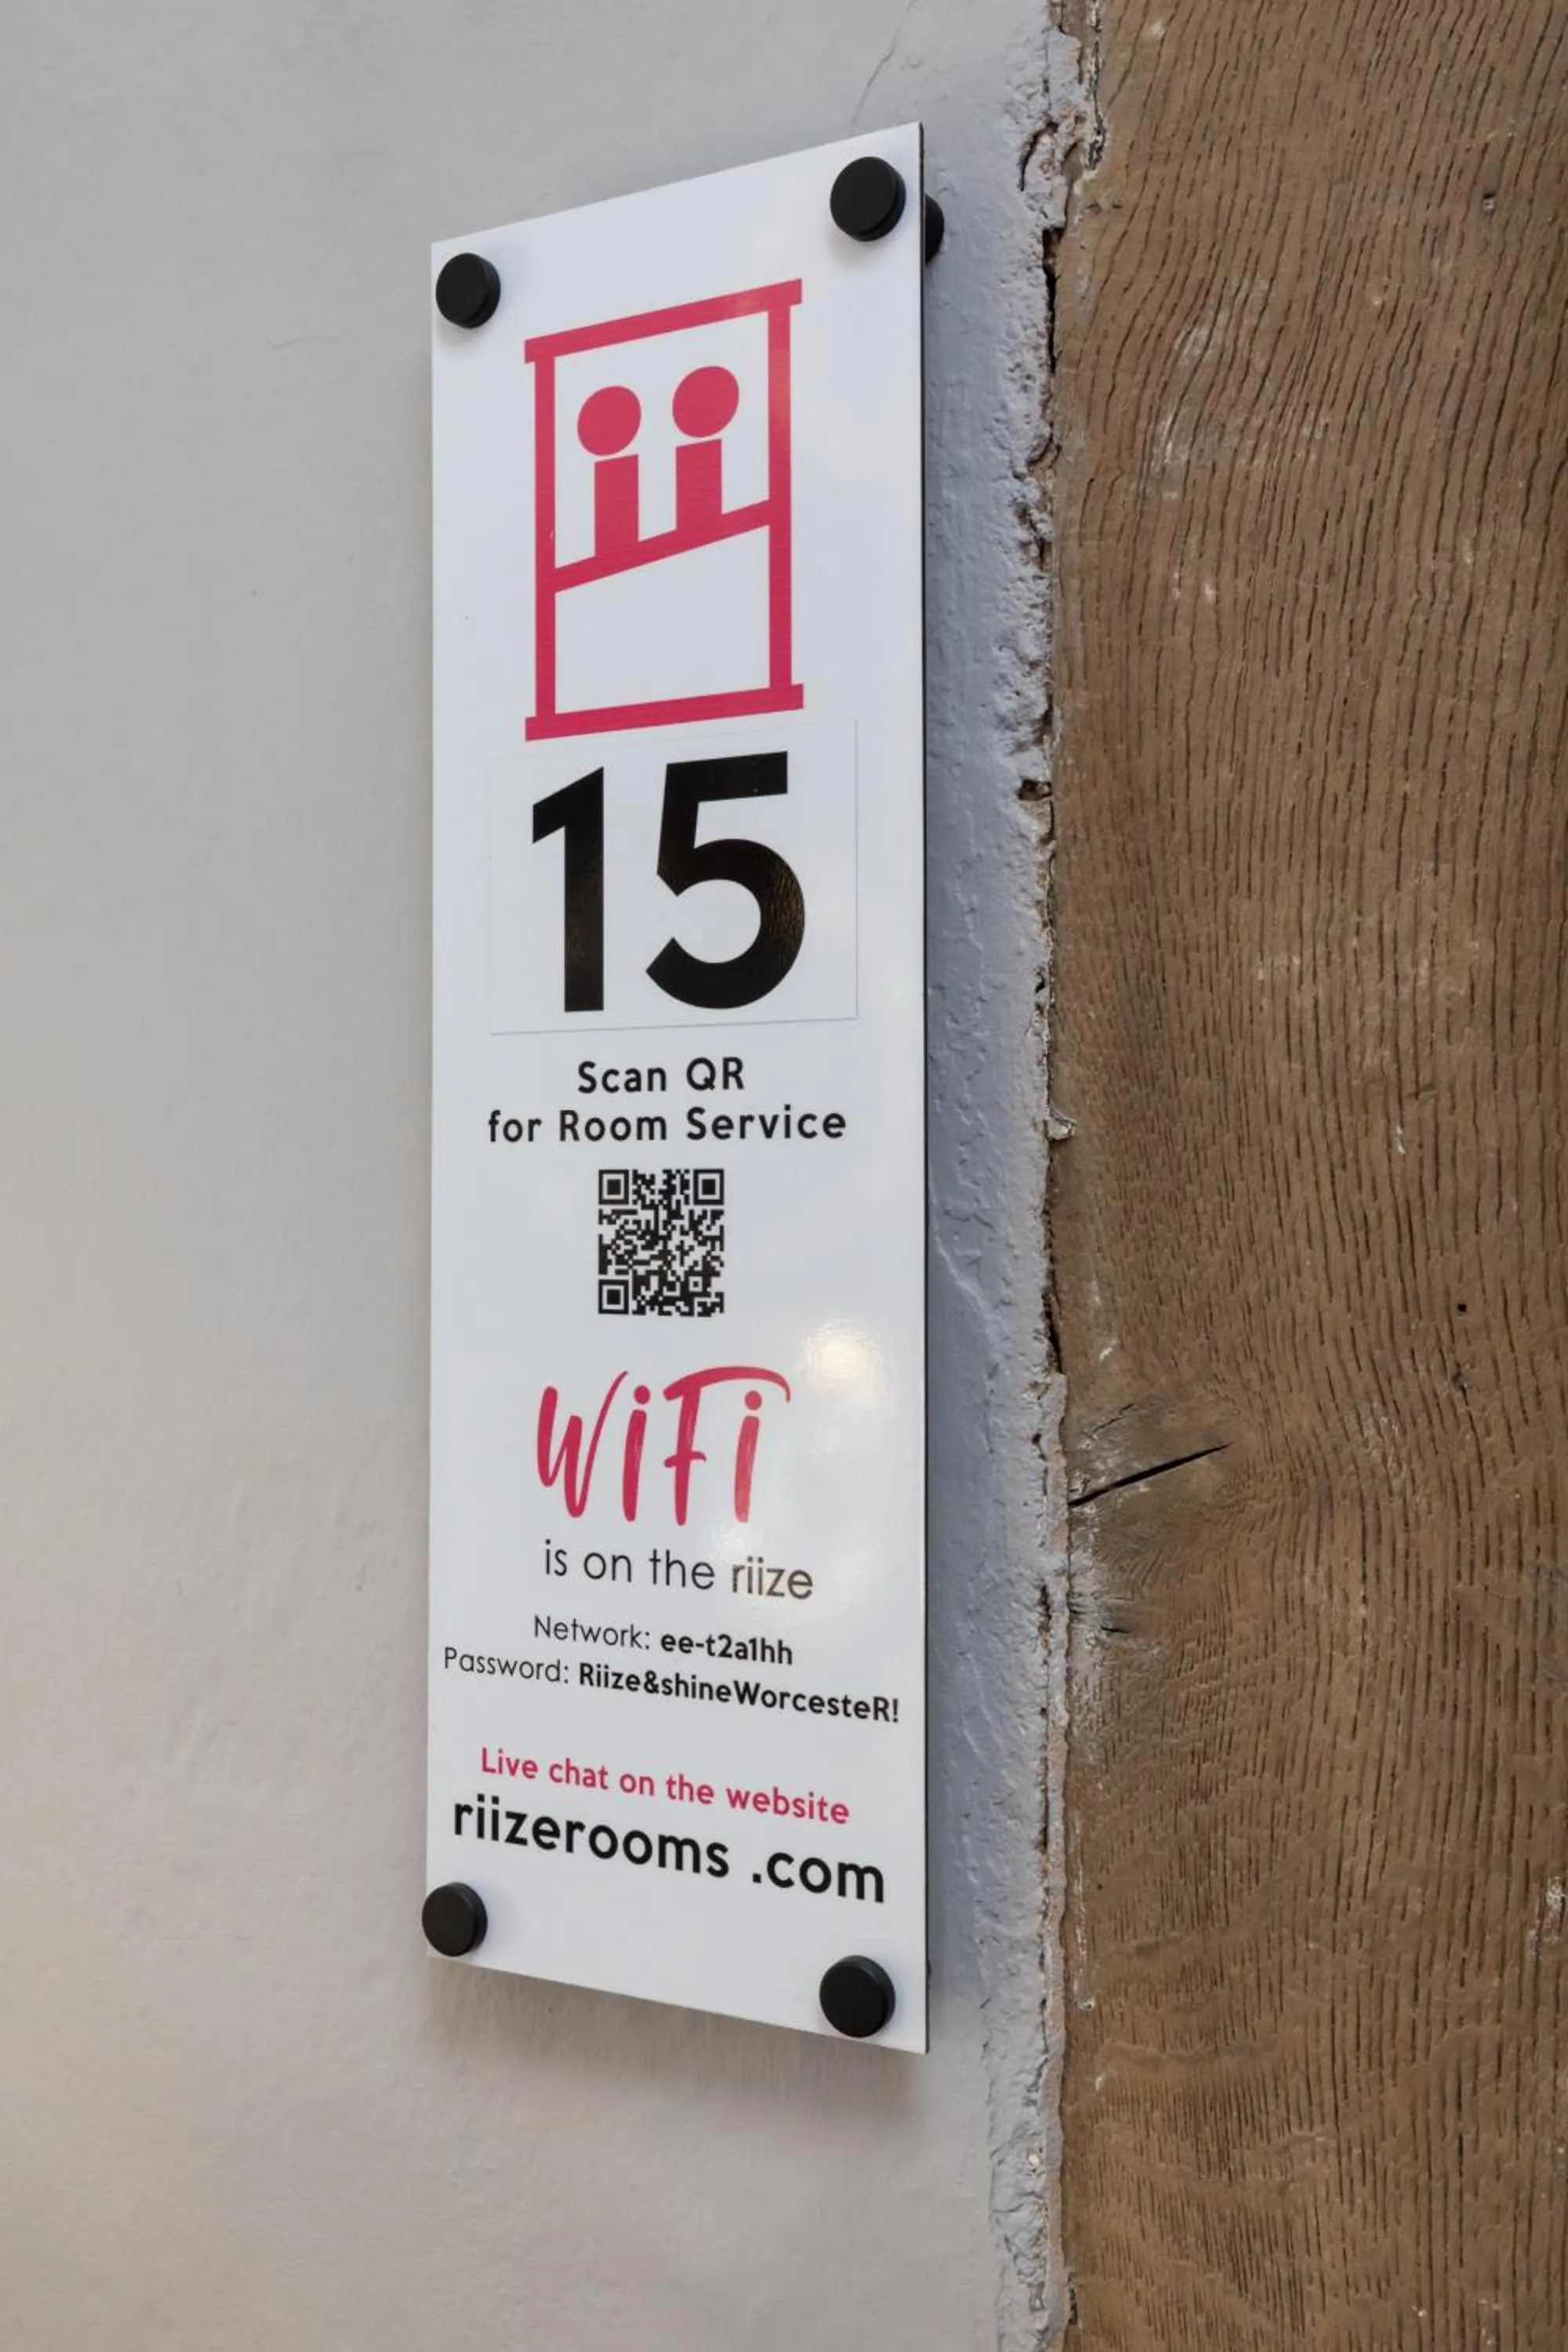 15
Scan QR
for Room Service
WiFi
is on the riize
Network: ee-t2a1hh
Password: Riize&shineWorcesteR!
Live chat on the website
riizerooms .com